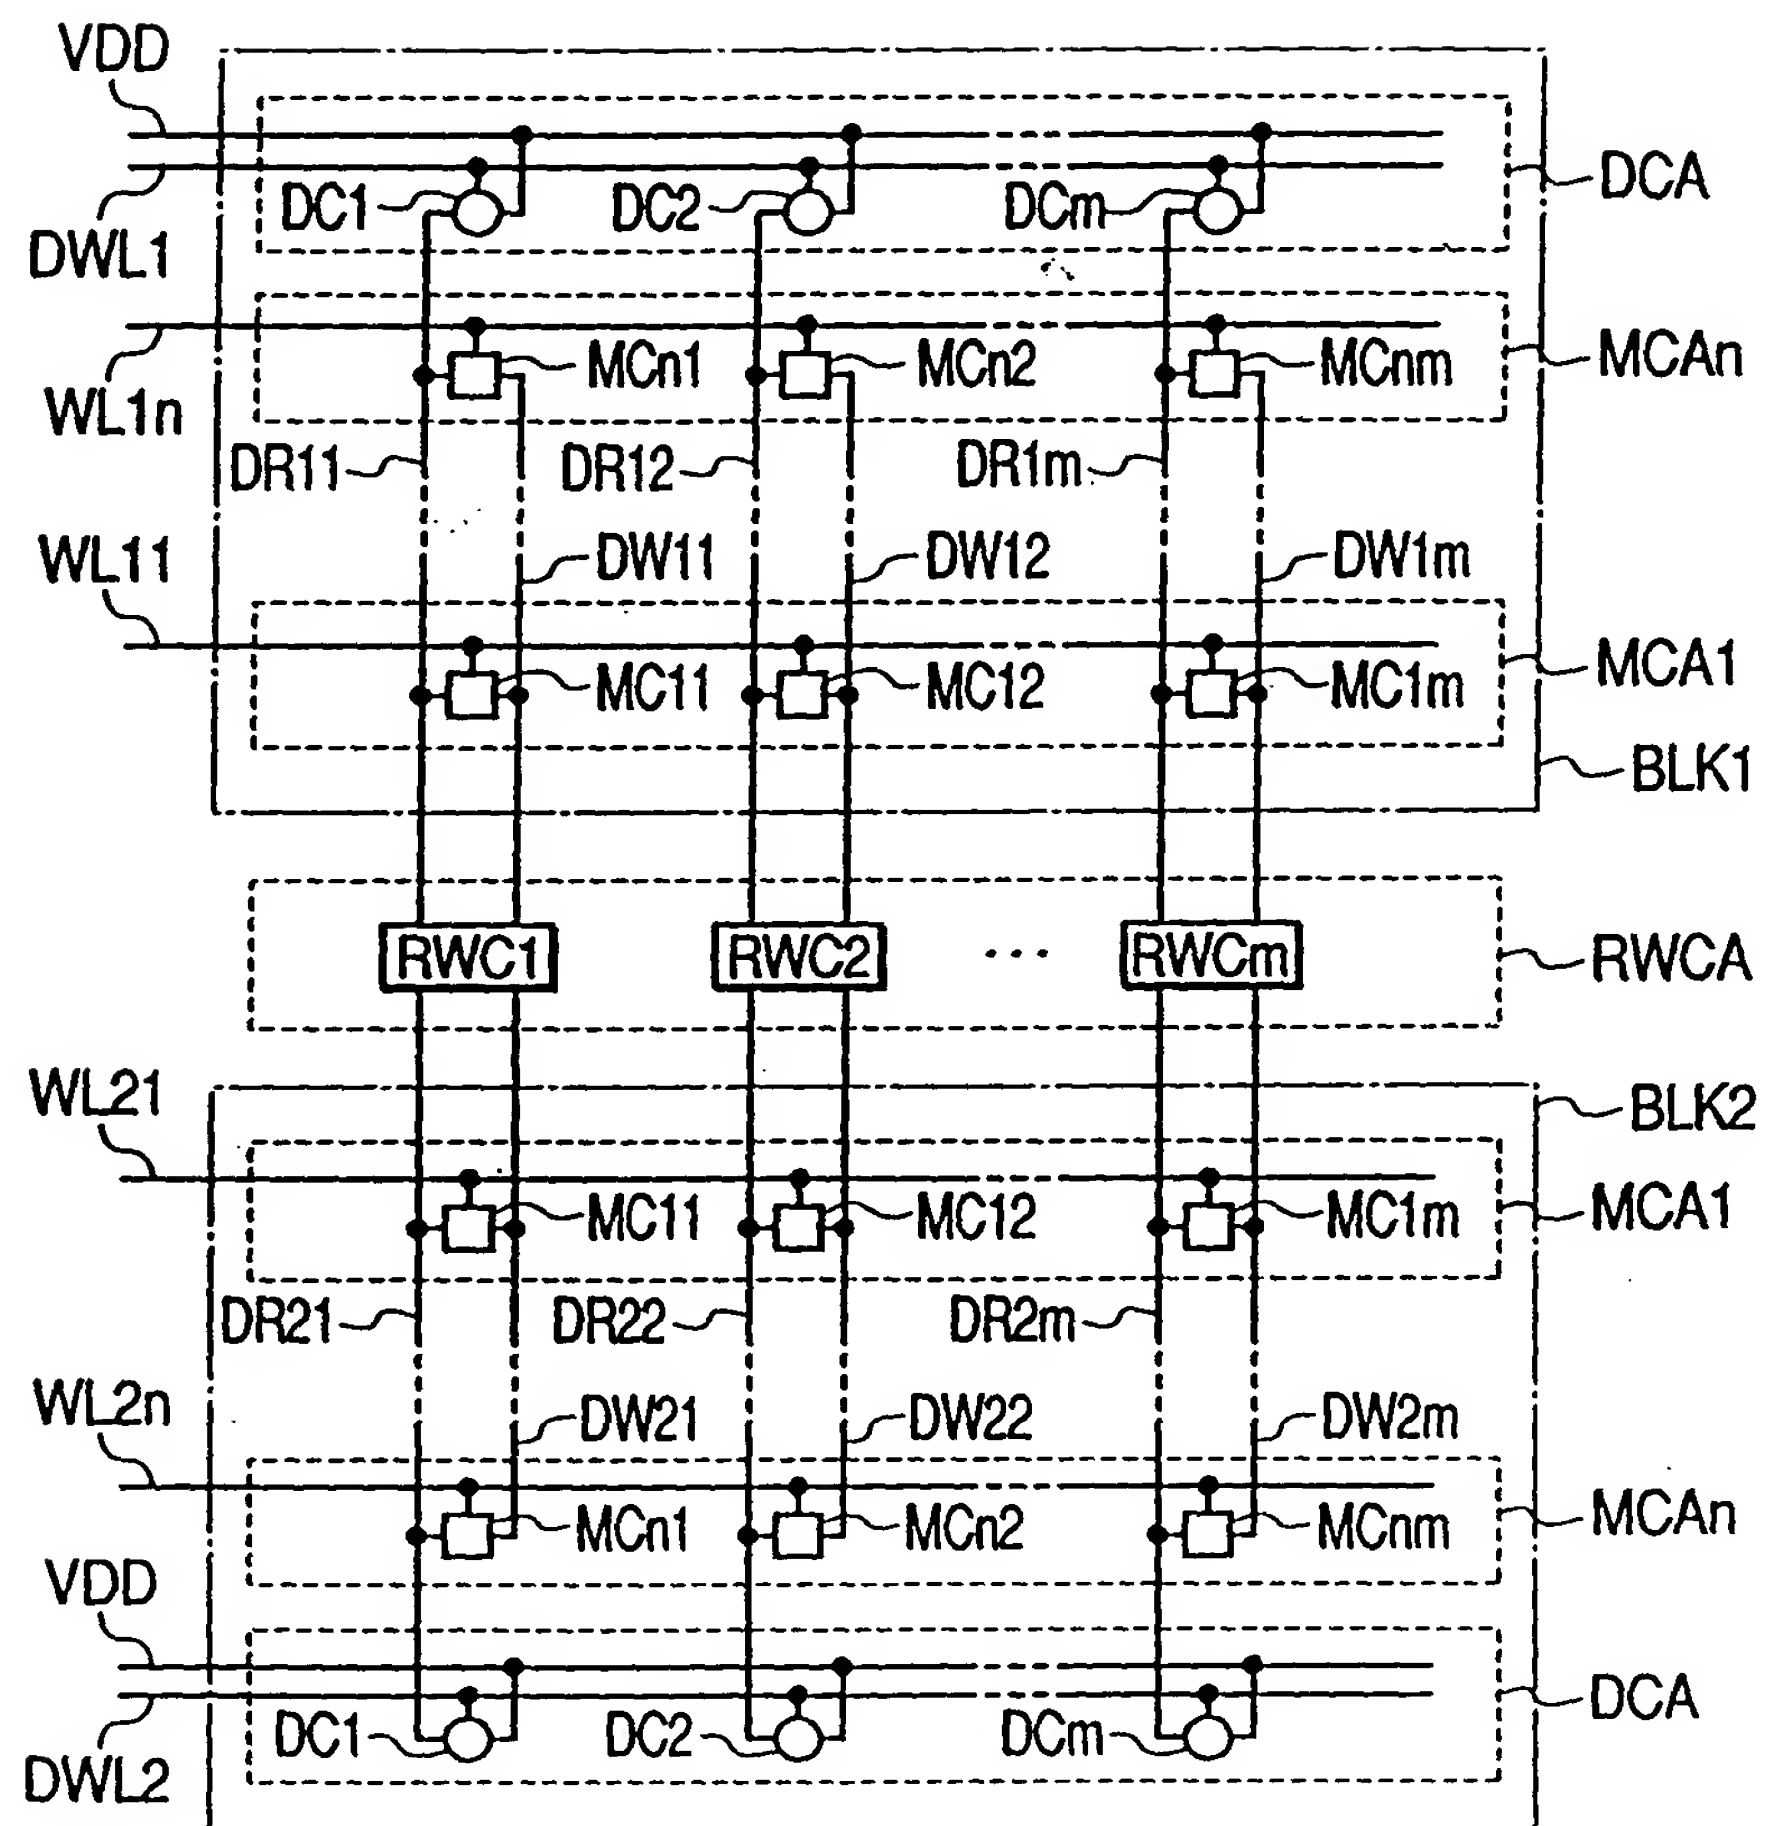 VDD
DWL1
DC1 DC2 DCm DCA
WL1n
MCn1 MCn2 MCnm MCAn
DR11 DR12 DR1m
WL11
DW11 DW12 DW1m
MC11 MC12 MC1m MCA1
BLK1
RWC1 RWC2 ... RWCm RWCA
WL21
BLK2
MC11 MC12 MC1m MCA1
DR21 DR22 DR2m
WL2n
DW21 DW22 DW2m
MCn1 MCn2 MCnm MCAn
VDD
DC1 DC2 DCm DCA
DWL2